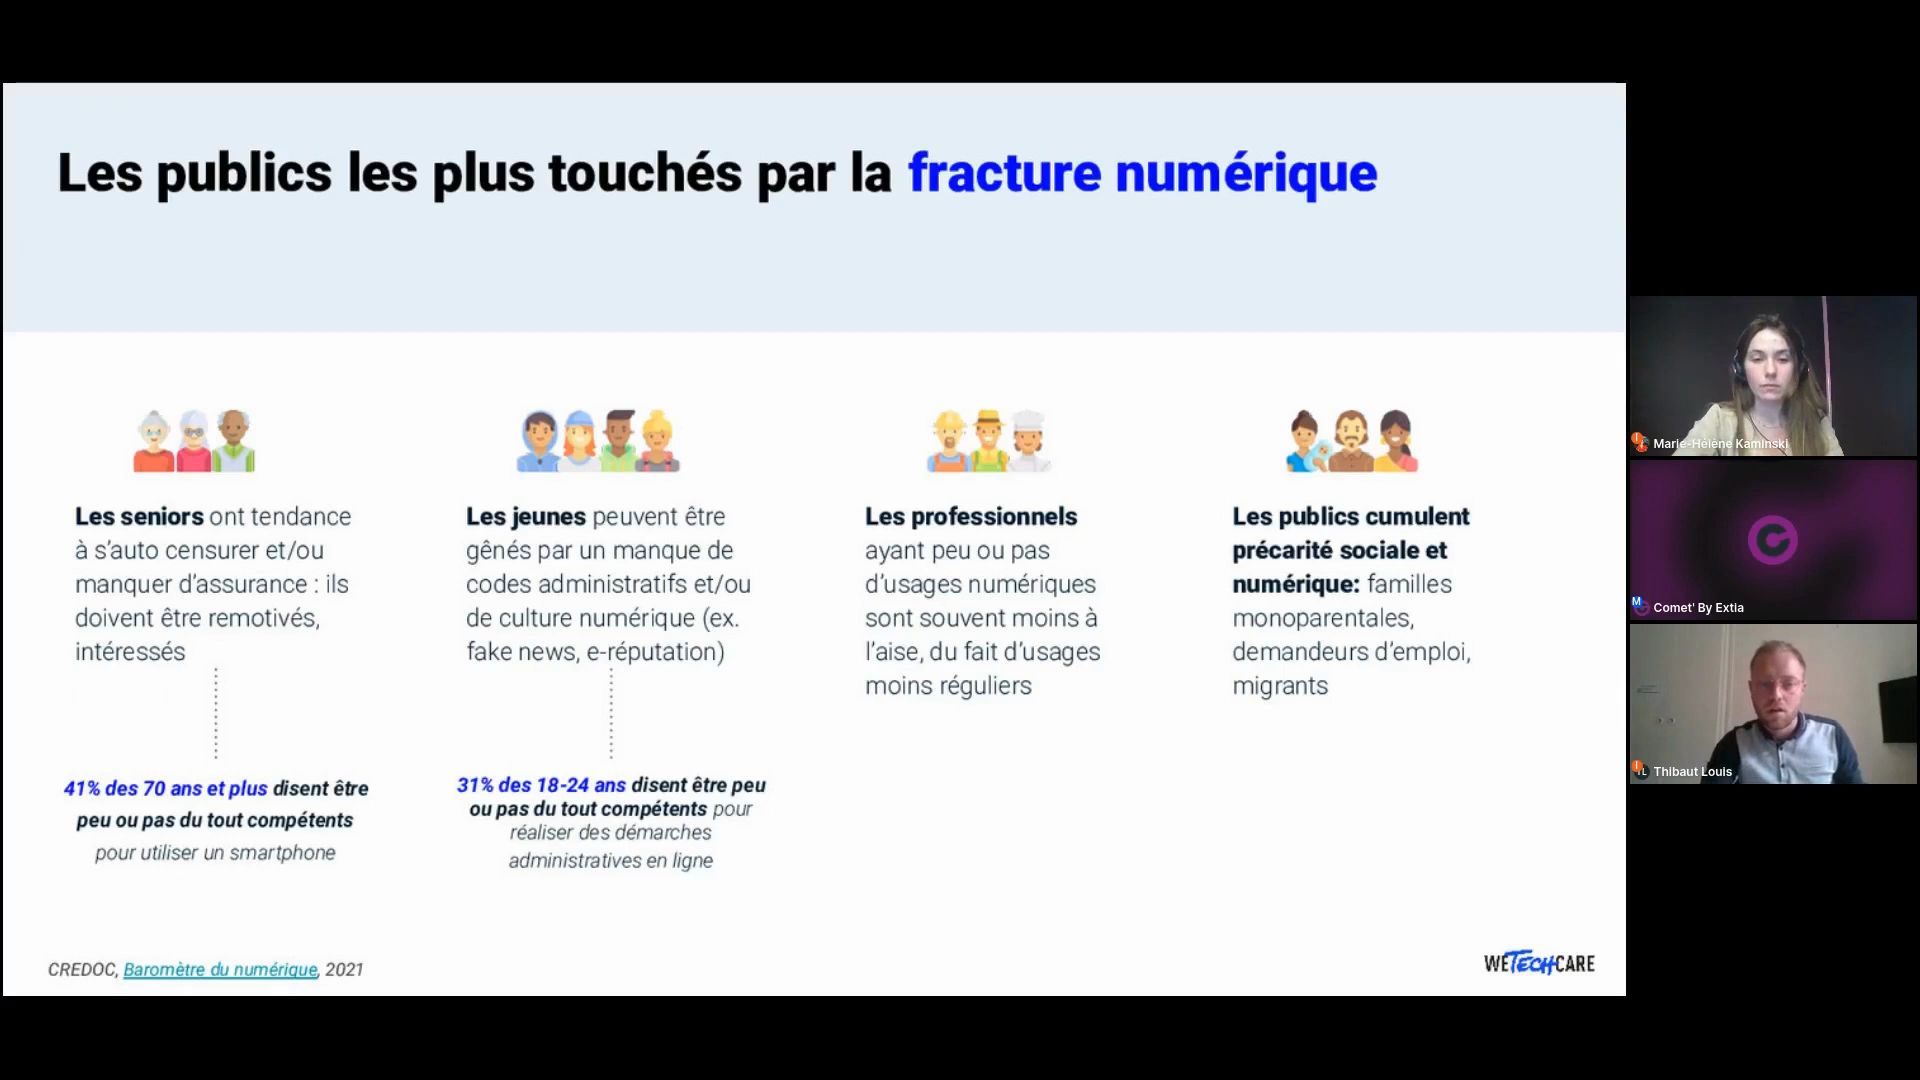 Les publics les plus touchés par la fracture numérique
Les seniors ont tendance
à s'auto censurer et/ou
manquer d'assurance : ils
doivent être remotivés,
intéressés
41% des 70 ans et plus disent être
peu ou pas du tout compétents
pour utiliser un smartphone
Les jeunes peuvent être
gênés par un manque de
codes administratifs et/ou
de culture numérique (ex.
fake news, e-réputation)
31% des 18-24 ans disent être peu
ou pas du tout compétents pour
réaliser des démarches
administratives en ligne
Les professionnels
ayant peu ou pas
d'usages numériques
sont souvent moins à
l'aise, du fait d'usages
moins réguliers
Les publics cumulent
précarité sociale et
numérique: familles
monoparentales,
demandeurs d'emploi,
migrants
CREDOC, Baromètre du numérique, 2021
WETECHCARE
Marie-Hélène Kaminski
M
Comet' By Extia
TL
Thibaut Louis